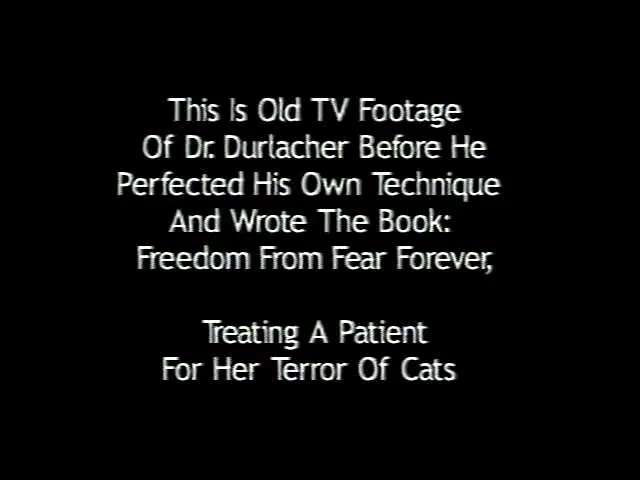 This Is Old TV Footage
Of Dr. Durlacher Before He
Perfected His Own Technique
And Wrote The Book:
Freedom From Fear Forever,
Treating A Patient
For Her Terror Of Cats